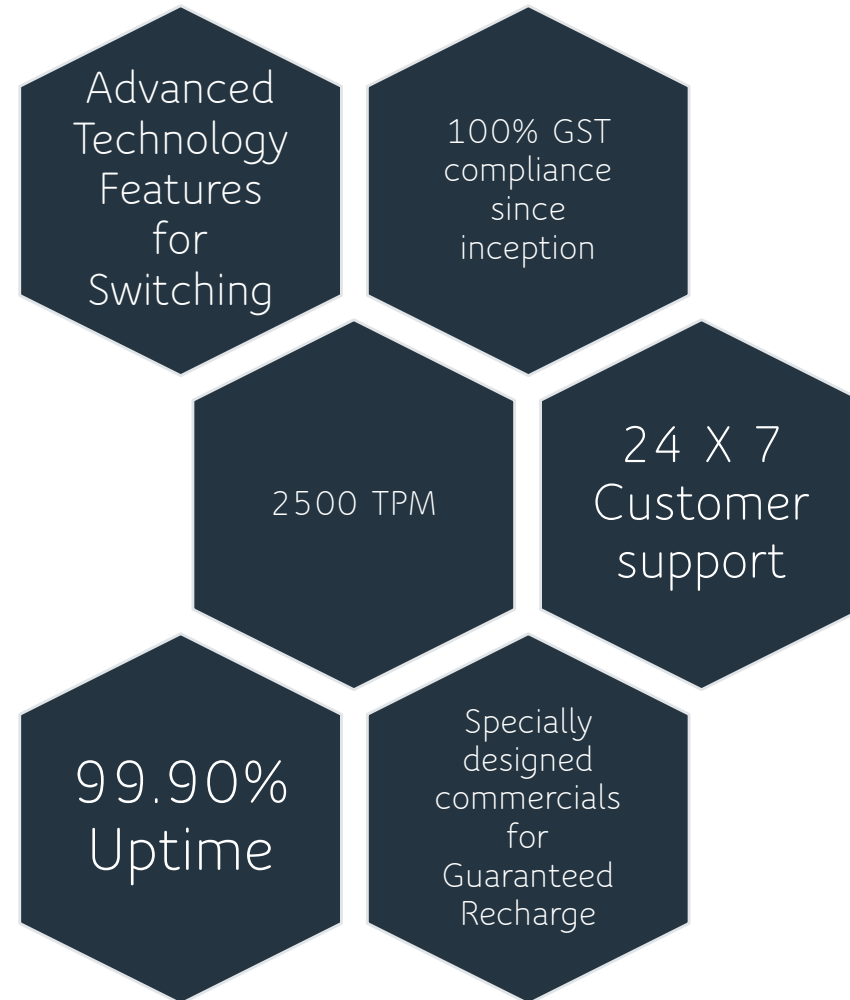 Advanced
Technology
Features
for
Switching
100% GST
compliance
since
inception
2500 TPM
24 X 7
Customer
support
99.90%
Uptime
Specially
designed
commercials
for
Guaranteed
Recharge